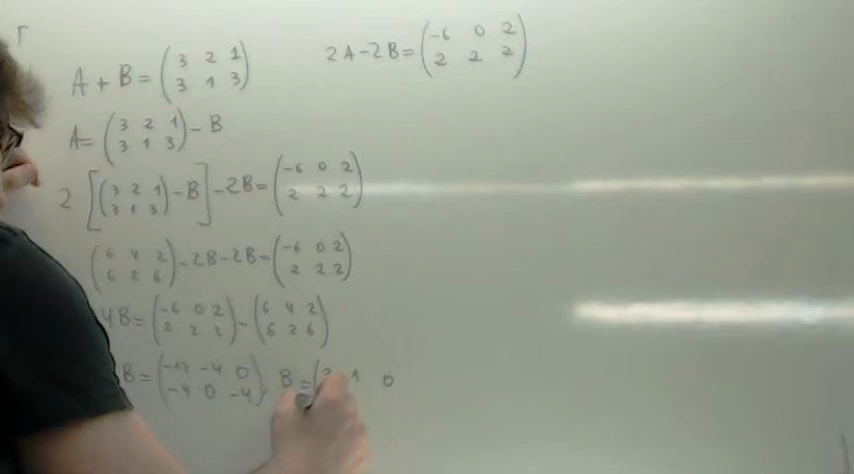 A + B = ( 3 2 1 / 3 1 3 )    2A - 2B = ( -6 0 2 / 2 2 2 )
A = ( 3 2 1 / 3 1 3 ) - B
2 [ ( 3 2 1 / 3 1 3 ) - B ] - 2B = ( -6 0 2 / 2 2 2 )
( 6 4 2 / 6 2 6 ) - 2B - 2B = ( -6 0 2 / 2 2 2 )
4B = ( -6 0 2 / 2 2 2 ) - ( 6 4 2 / 6 2 6 )
B = ( -12 -4 0 / -4 0 -4 ), B = ( 3 1 0